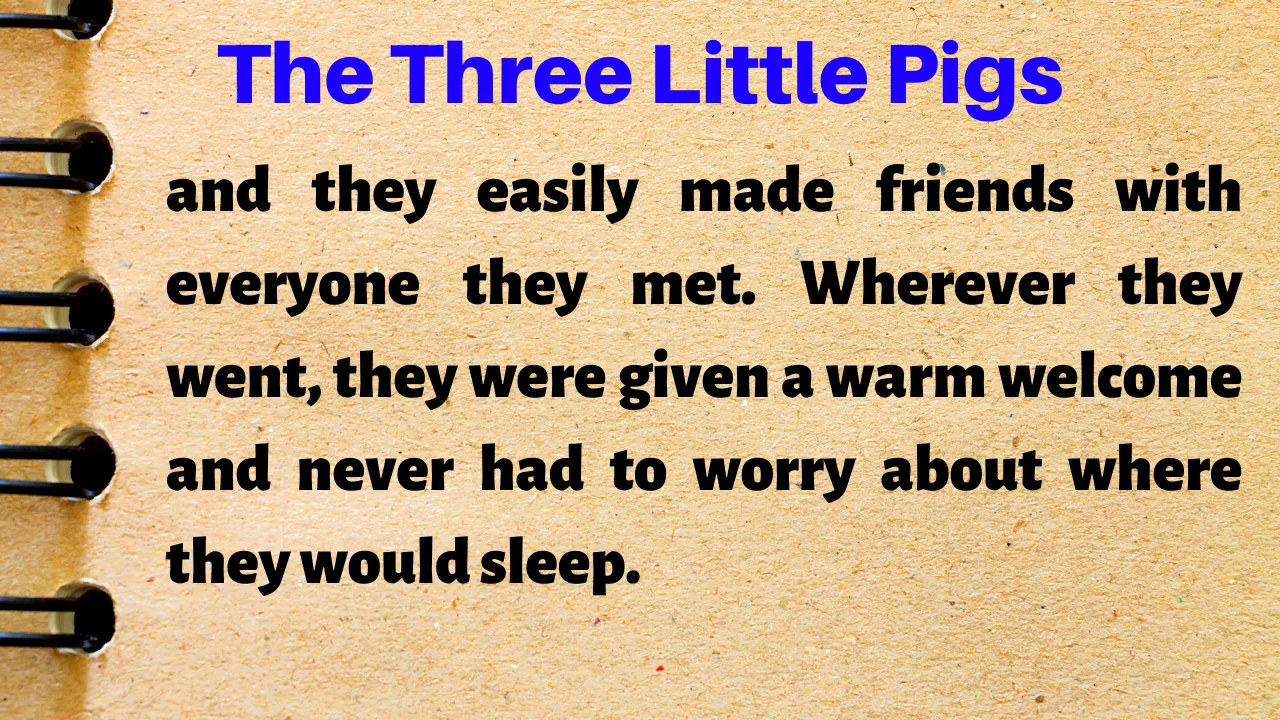 The Three Little Pigs
and they easily made friends with
everyone they met. Wherever they
went, they were given a warm welcome
and never had to worry about where
they would sleep.